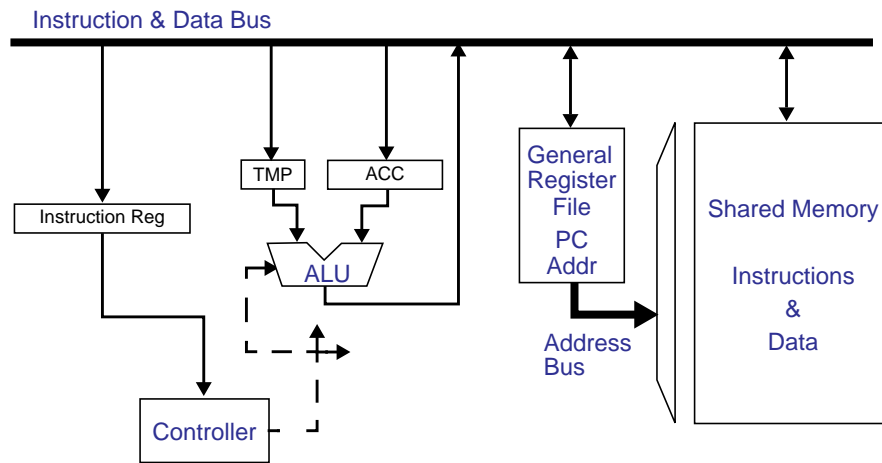 Instruction & Data Bus
TMP
ACC
Instruction Reg
ALU
Controller
General
Register
File
PC
Addr
Address
Bus
Shared Memory
Instructions
&
Data